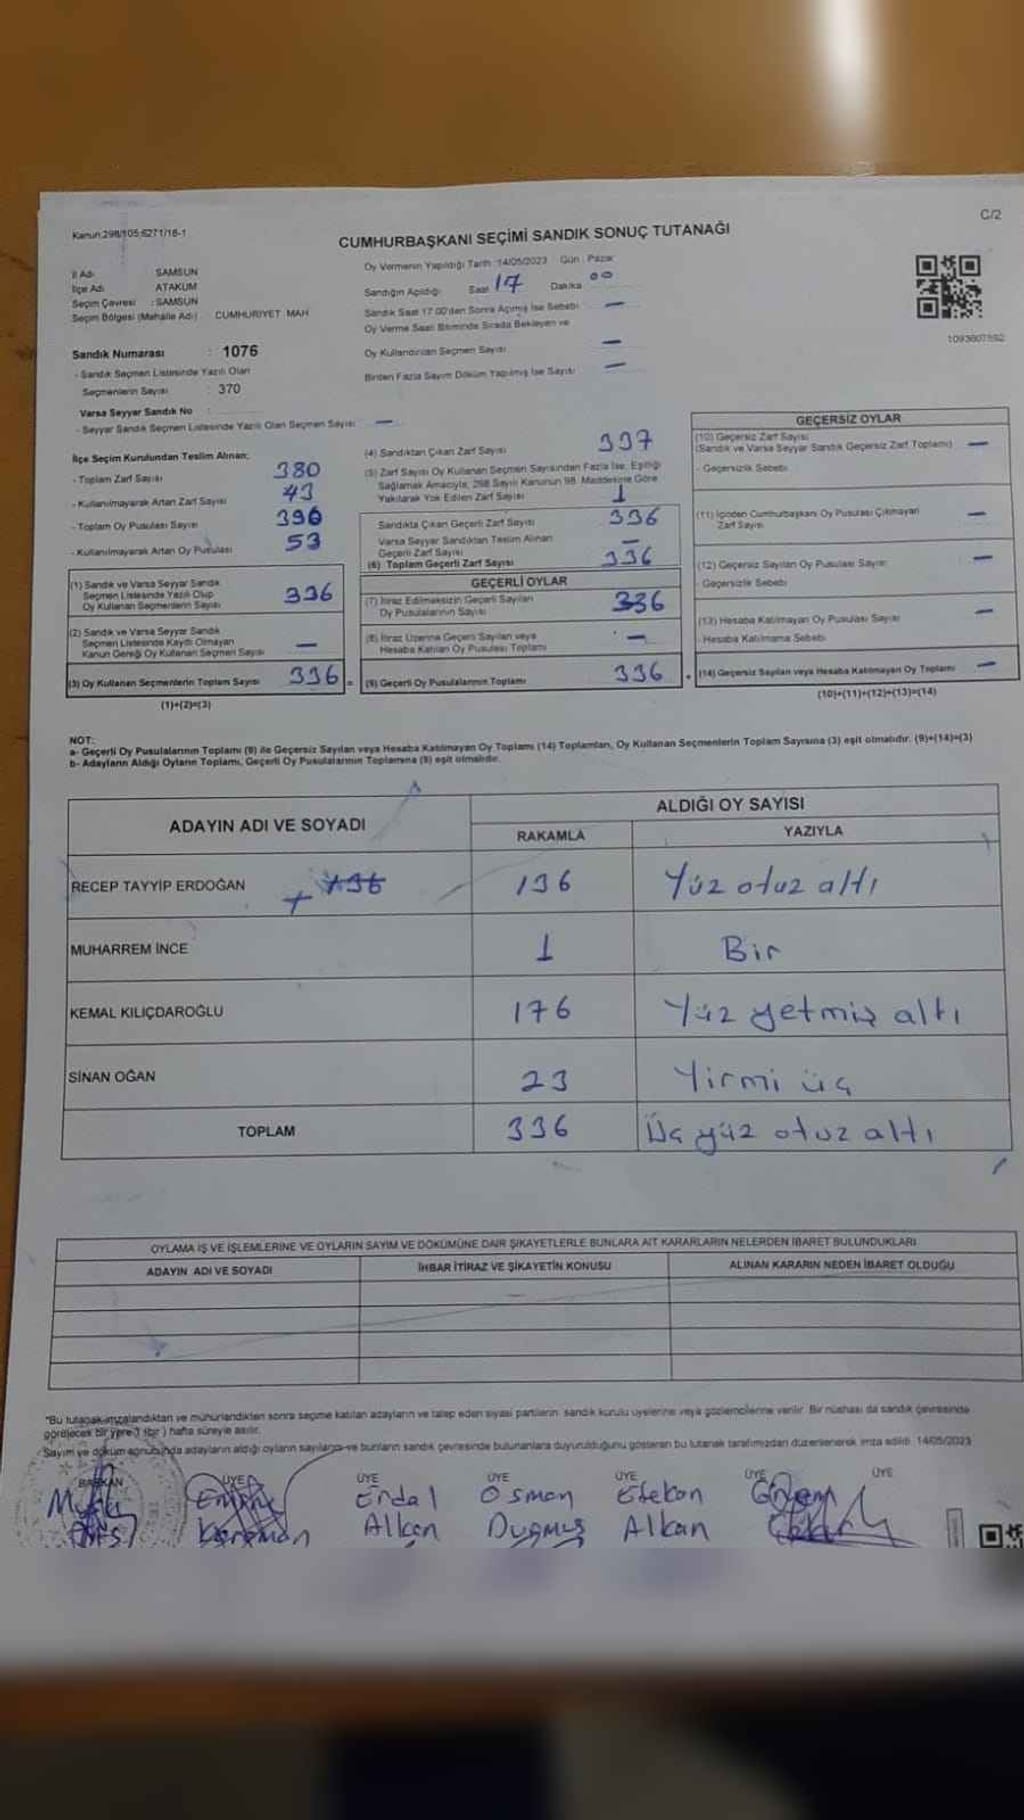 Kanun:298/105;6271/18-1
C/2
CUMHURBAŞKANI SEÇİMİ SANDIK SONUÇ TUTANAĞI
İl Adı SAMSUN
İlçe Adı ATAKUM
Seçim Çevresi : SAMSUN
Seçim Bölgesi (Mahalle Adı) CUMHURİYET MAH
Sandık Numarası : 1076
- Sandık Seçmen Listesinde Yazılı Olan
Seçmenlerin Sayısı : 370
Varsa Seyyar Sandık No :
- Seyyar Sandık Seçmen Listesinde Yazılı Olan Seçmen Sayısı —
Oy Vermenin Yapıldığı Tarih :14/05/2023 Gün : Pazar
Sandığın Açıldığı Saat 17 Dakika 00
Sandık Saat 17.00'den Sonra Açılmış İse Sebebi —
Oy Verme Saati Bitiminde Sırada Bekleyen ve
Oy Kullandırılan Seçmen Sayısı —
Birden Fazla Sayım Döküm Yapılmış İse Sayısı —
1093607592
İlçe Seçim Kurulundan Teslim Alınan;
- Toplam Zarf Sayısı 380
- Kullanılmayarak Artan Zarf Sayısı 43
- Toplam Oy Pusulası Sayısı 396
- Kullanılmayarak Artan Oy Pusulası 53
(1) Sandık ve Varsa Seyyar Sandık
Seçmen Listesinde Yazılı Olup
Oy Kullanan Seçmenlerin Sayısı 336
(2) Sandık ve Varsa Seyyar Sandık
Seçmen Listesinde Kaydı Olmayan
Kanun Gereği Oy Kullanan Seçmen Sayısı —
(3) Oy Kullanan Seçmenlerin Toplam Sayısı 336 =
(1)+(2)=(3)
(4) Sandıktan Çıkan Zarf Sayısı 337
(5) Zarf Sayısı Oy Kullanan Seçmen Sayısından Fazla İse, Eşitliği
Sağlamak Amacıyla, 298 Sayılı Kanunun 98. Maddesine Göre
Yakılarak Yok Edilen Zarf Sayısı 1
Sandıkta Çıkan Geçerli Zarf Sayısı 336
Varsa Seyyar Sandıktan Teslim Alınan
Geçerli Zarf Sayısı —
(6) Toplam Geçerli Zarf Sayısı 336
GEÇERLİ OYLAR
(7) İtiraz Edilmeksizin Geçerli Sayılan
Oy Pusulalarının Sayısı 336
(8) İtiraz Üzerine Geçerli Sayılan veya
Hesaba Katılan Oy Pusulası Toplamı —
(9) Geçerli Oy Pusulalarının Toplamı 336 +
GEÇERSİZ OYLAR
(10) Geçersiz Zarf Sayısı
(Sandık ve Varsa Seyyar Sandık Geçersiz Zarf Toplamı) —
- Geçersizlik Sebebi
(11) İçinden Cumhurbaşkanı Oy Pusulası Çıkmayan
Zarf Sayısı —
(12) Geçersiz Sayılan Oy Pusulası Sayısı —
- Geçersizlik Sebebi
(13) Hesaba Katılmayan Oy Pusulası Sayısı —
- Hesaba Katılmama Sebebi
(14) Geçersiz Sayılan veya Hesaba Katılmayan Oy Toplamı —
(10)+(11)+(12)+(13)=(14)
NOT:
a- Geçerli Oy Pusulalarının Toplamı (9) ile Geçersiz Sayılan veya Hesaba Katılmayan Oy Toplamı (14) Toplamları, Oy Kullanan Seçmenlerin Toplam Sayısına (3) eşit olmalıdır. (9)+(14)=(3)
b- Adayların Aldığı Oyların Toplamı, Geçerli Oy Pusulalarının Toplamına (9) eşit olmalıdır.
ADAYIN ADI VE SOYADI ALDIĞI OY SAYISI
RAKAMLA YAZIYLA
RECEP TAYYİP ERDOĞAN 136 136 Yüz otuz altı
MUHARREM İNCE 1 Bir
KEMAL KILIÇDAROĞLU 176 Yüz yetmiş altı
SİNAN OĞAN 23 Yirmi üç
TOPLAM 336 Üç yüz otuz altı
OYLAMA İŞ VE İŞLEMLERİNE VE OYLARIN SAYIM VE DÖKÜMÜNE DAİR ŞİKAYETLERLE BUNLARA AİT KARARLARIN NELERDEN İBARET BULUNDUKLARI
ADAYIN ADI VE SOYADI İHBAR İTİRAZ VE ŞİKAYETİN KONUSU ALINAN KARARIN NEDEN İBARET OLDUĞU
*Bu tutanak imzalandıktan ve mühürlendikten sonra seçime katılan adayların ve talep eden siyasi partilerin, sandık kurulu üyelerine veya gözlemcilerine verilir. Bir nüshası da sandık çevresinde
görülecek bir yere 1 (bir) hafta süreyle asılır.
Sayım ve döküm sonucunda adayların aldığı oyların sayılarını ve bunların sandık çevresinde bulunanlara duyurulduğunu gösteren bu tutanak tarafımızdan düzenlenerek imza edildi. 14/05/2023
BAŞKAN ÜYE ÜYE ÜYE ÜYE ÜYE ÜYE
Emine Erdal Osman Gizem
Karaman Alkan Alkan